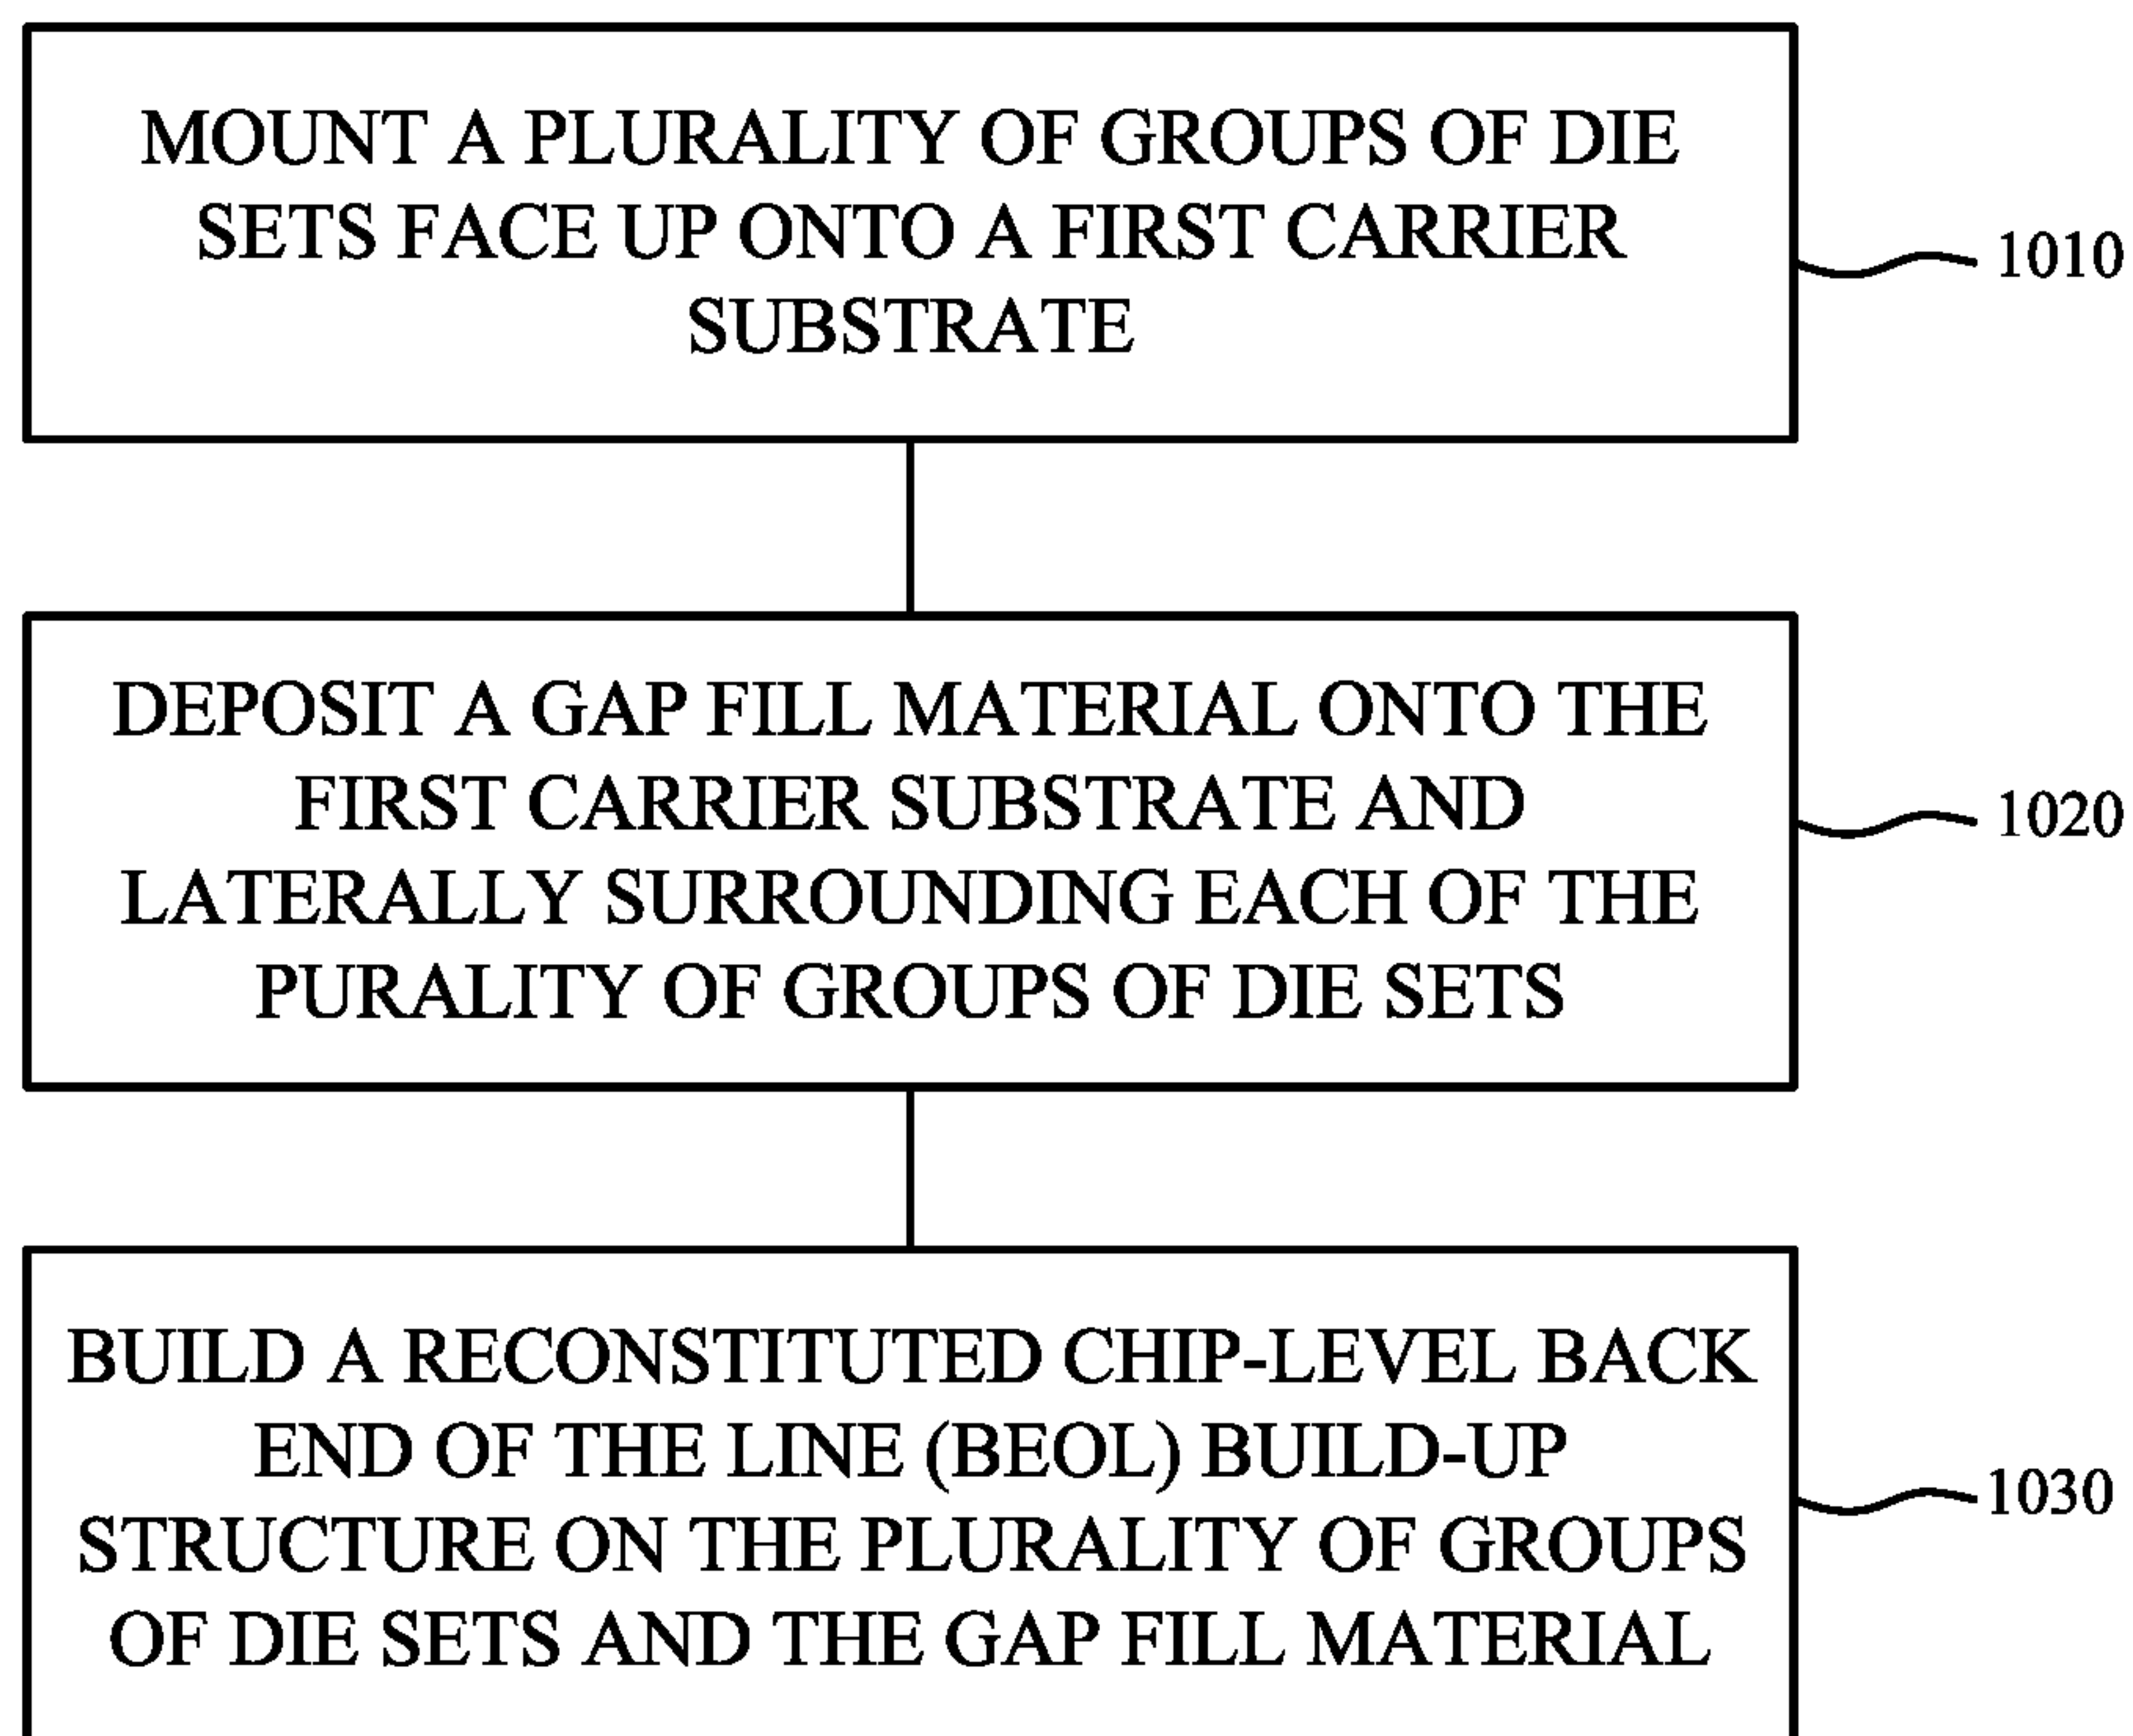 MOUNT A PLURALITY OF GROUPS OF DIE
SETS FACE UP ONTO A FIRST CARRIER
SUBSTRATE
1010
DEPOSIT A GAP FILL MATERIAL ONTO THE
FIRST CARRIER SUBSTRATE AND
LATERALLY SURROUNDING EACH OF THE
PURALITY OF GROUPS OF DIE SETS
1020
BUILD A RECONSTITUTED CHIP-LEVEL BACK
END OF THE LINE (BEOL) BUILD-UP
STRUCTURE ON THE PLURALITY OF GROUPS
OF DIE SETS AND THE GAP FILL MATERIAL
1030